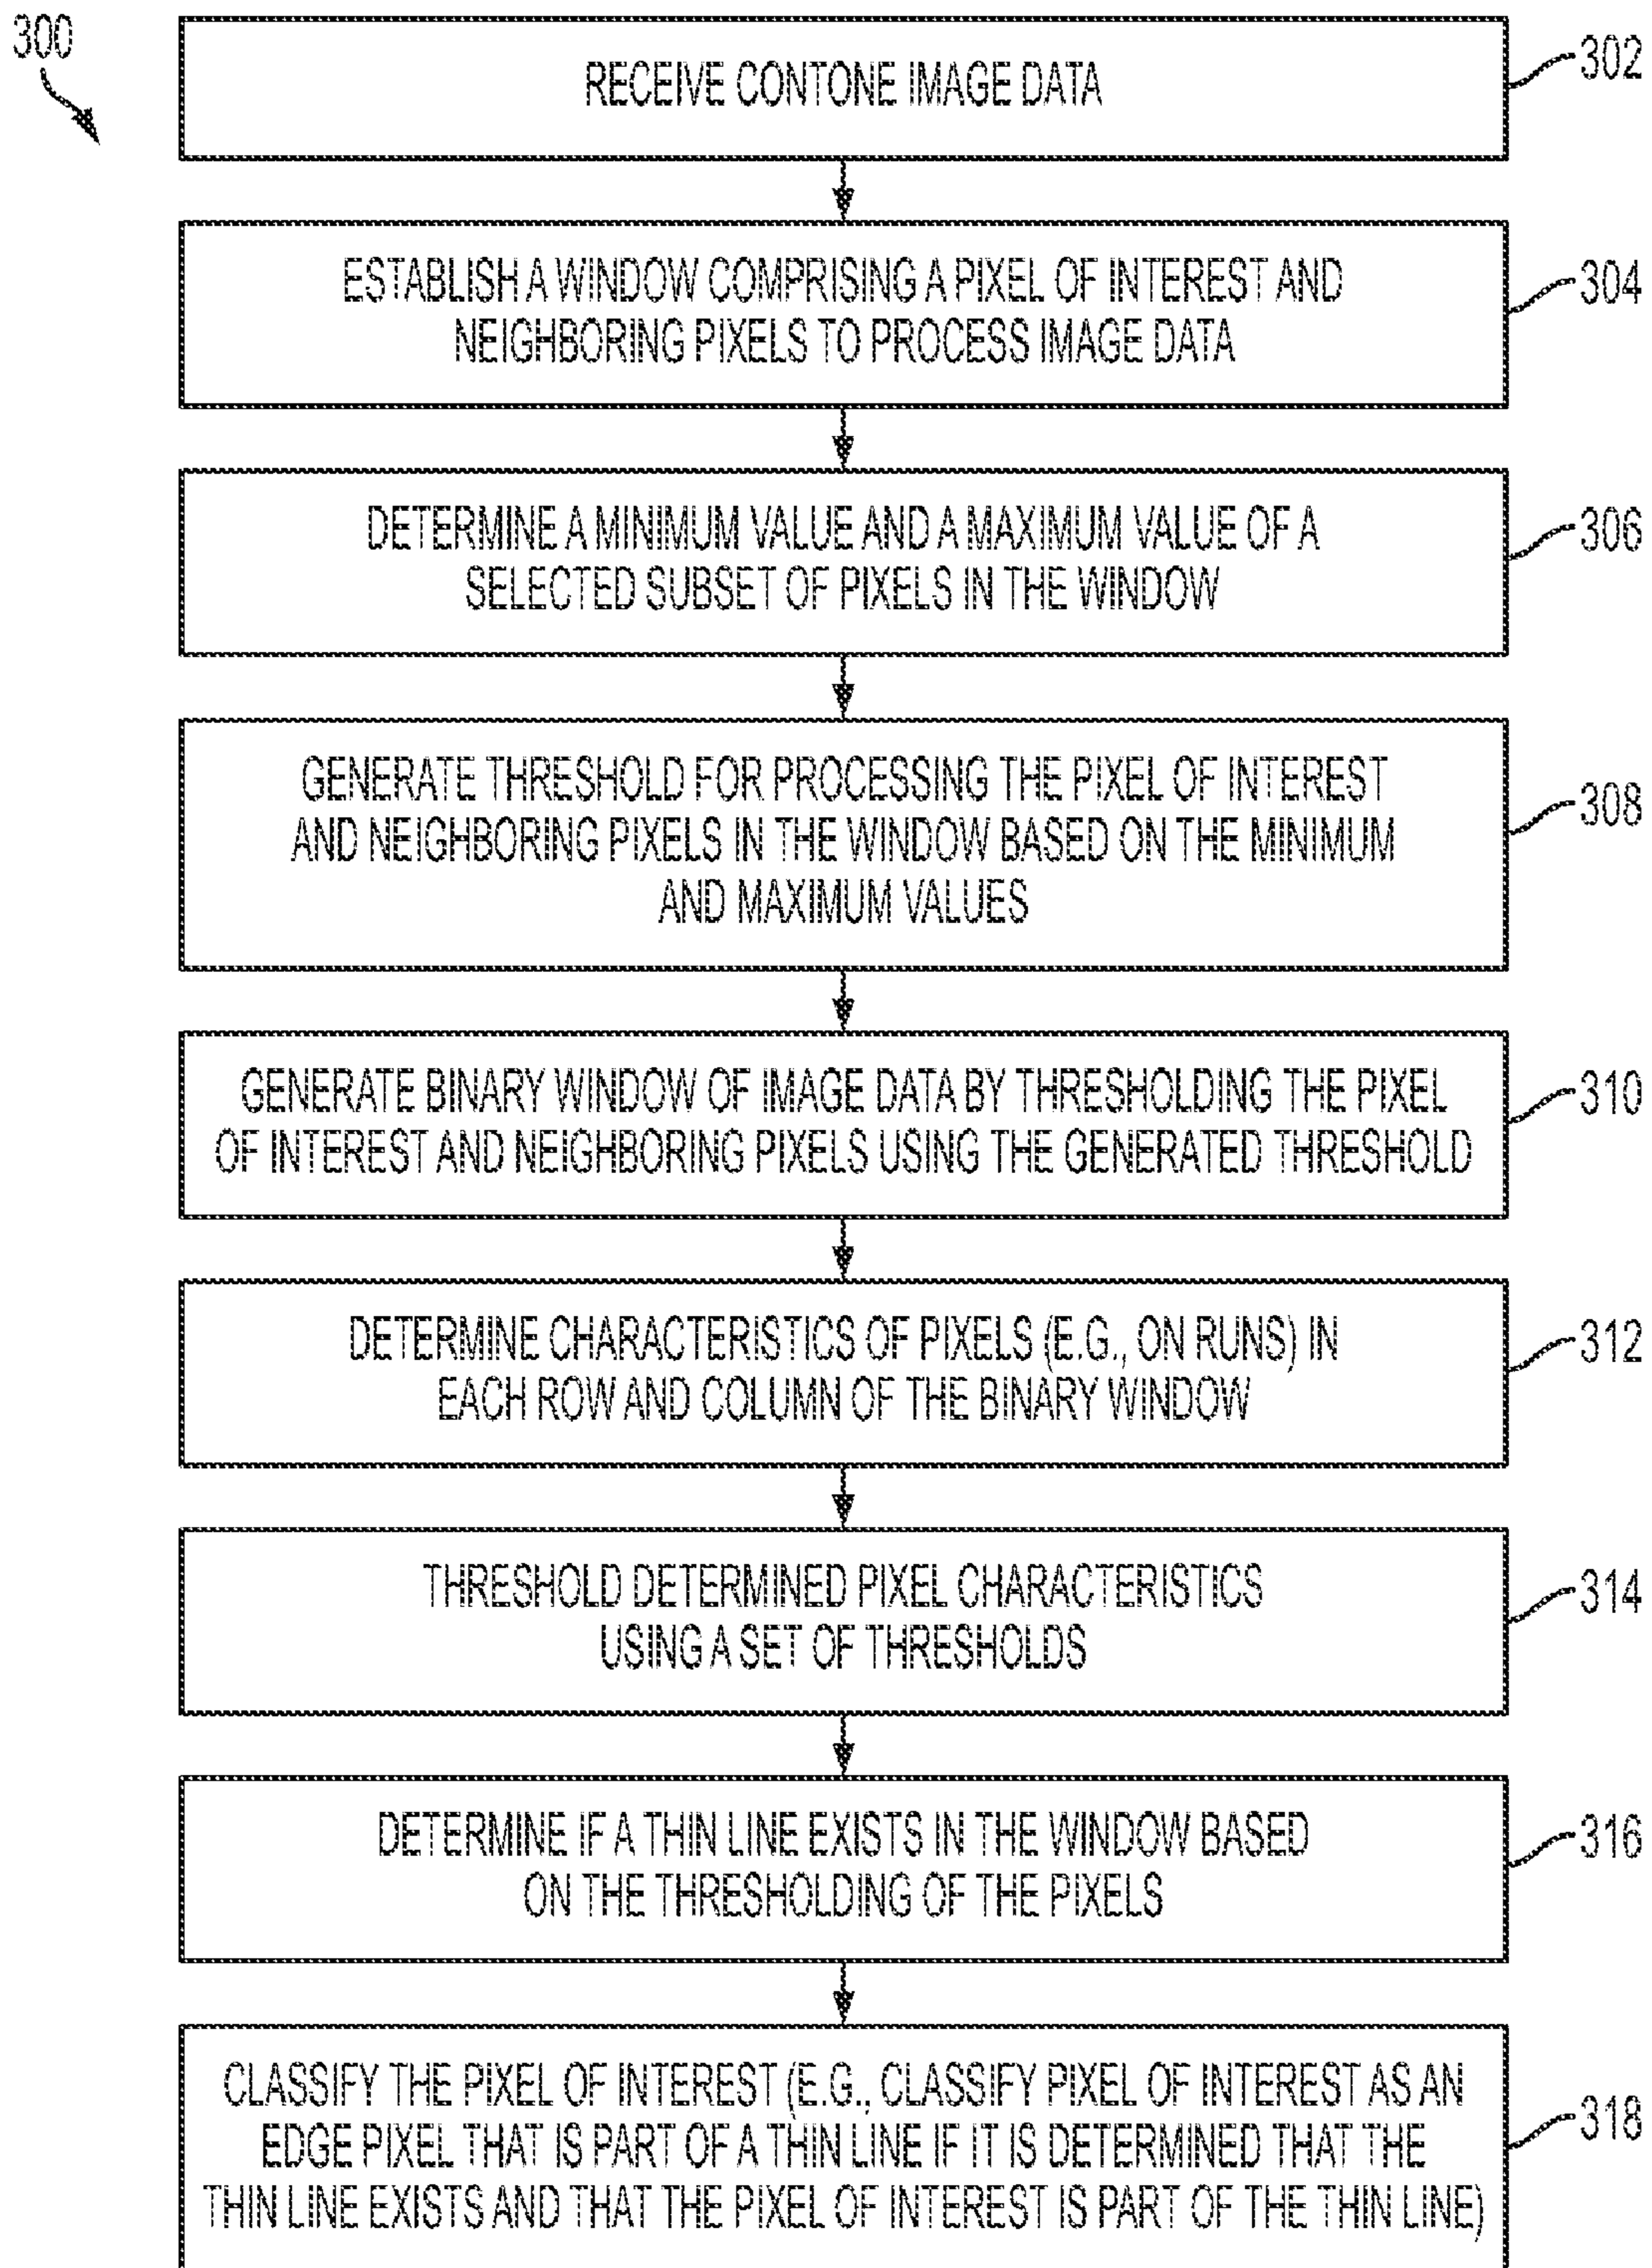 300
RECEIVE CONTONE IMAGE DATA
302
ESTABLISH A WINDOW COMPRISING A PIXEL OF INTEREST AND
NEIGHBORING PIXELS TO PROCESS IMAGE DATA
304
DETERMINE A MINIMUM VALUE AND A MAXIMUM VALUE OF A
SELECTED SUBSET OF PIXELS IN THE WINDOW
306
GENERATE THRESHOLD FOR PROCESSING THE PIXEL OF INTEREST
AND NEIGHBORING PIXELS IN THE WINDOW BASED ON THE MINIMUM
AND MAXIMUM VALUES
308
GENERATE BINARY WINDOW OF IMAGE DATA BY THRESHOLDING THE PIXEL
OF INTEREST AND NEIGHBORING PIXELS USING THE GENERATED THRESHOLD
310
DETERMINE CHARACTERISTICS OF PIXELS (E.G., ON RUNS) IN
EACH ROW AND COLUMN OF THE BINARY WINDOW
312
THRESHOLD DETERMINED PIXEL CHARACTERISTICS
USING A SET OF THRESHOLDS
314
DETERMINE IF A THIN LINE EXISTS IN THE WINDOW BASED
ON THE THRESHOLDING OF THE PIXELS
316
CLASSIFY THE PIXEL OF INTEREST (E.G., CLASSIFY PIXEL OF INTEREST AS AN
EDGE PIXEL THAT IS PART OF A THIN LINE IF IT IS DETERMINED THAT THE
THIN LINE EXISTS AND THAT THE PIXEL OF INTEREST IS PART OF THE THIN LINE)
318